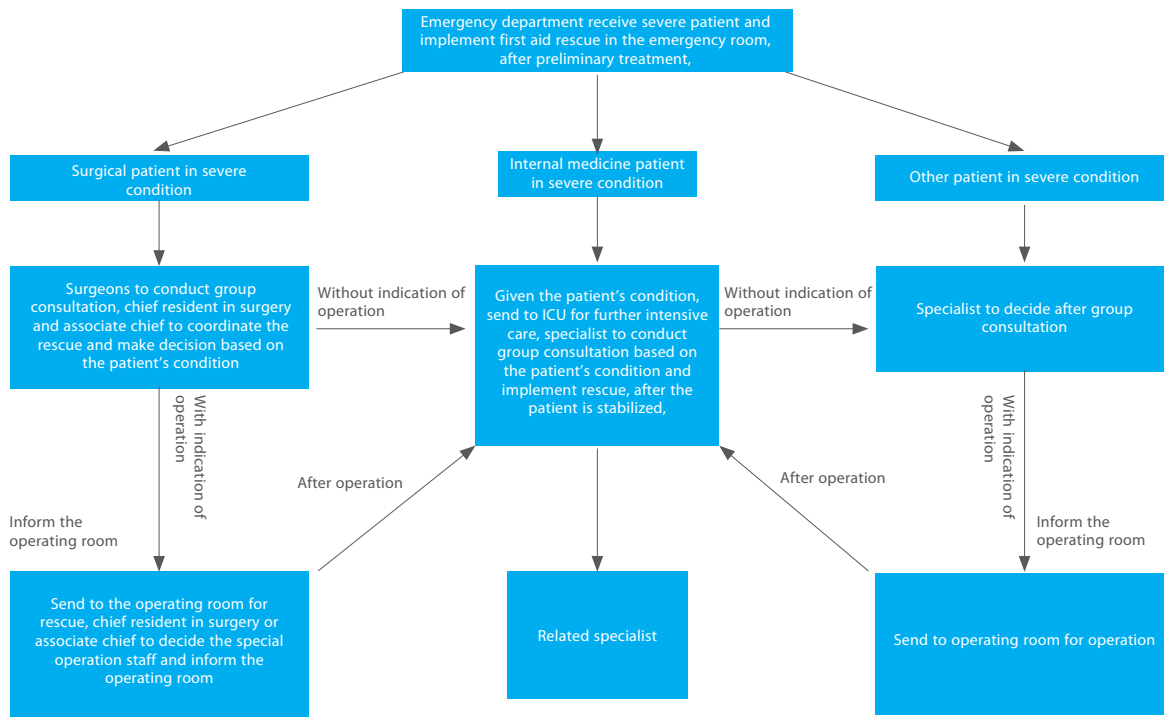 Emergency department receive severe patient and
implement first aid rescue in the emergency room,
after preliminary treatment,
Surgical patient in severe
condition
Internal medicine patient
in severe condition
Other patient in severe condition
Surgeons to conduct group
consultation, chief resident in surgery
and associate chief to coordinate the
rescue and make decision based on
the patient's condition
Without indication of
operation
Given the patient's condition,
send to ICU for further intensive
care, specialist to conduct
group consultation based on
the patient's condition and
implement rescue, after the
patient is stabilized,
Without indication of
operation
Specialist to decide after group
consultation
With indication of
operation
Inform the
operating room
After operation
After operation
With indication of
operation
Inform the
operating room
Send to the operating room for
rescue, chief resident in surgery or
associate chief to decide the special
operation staff and inform the
operating room
Related specialist
Send to operating room for operation